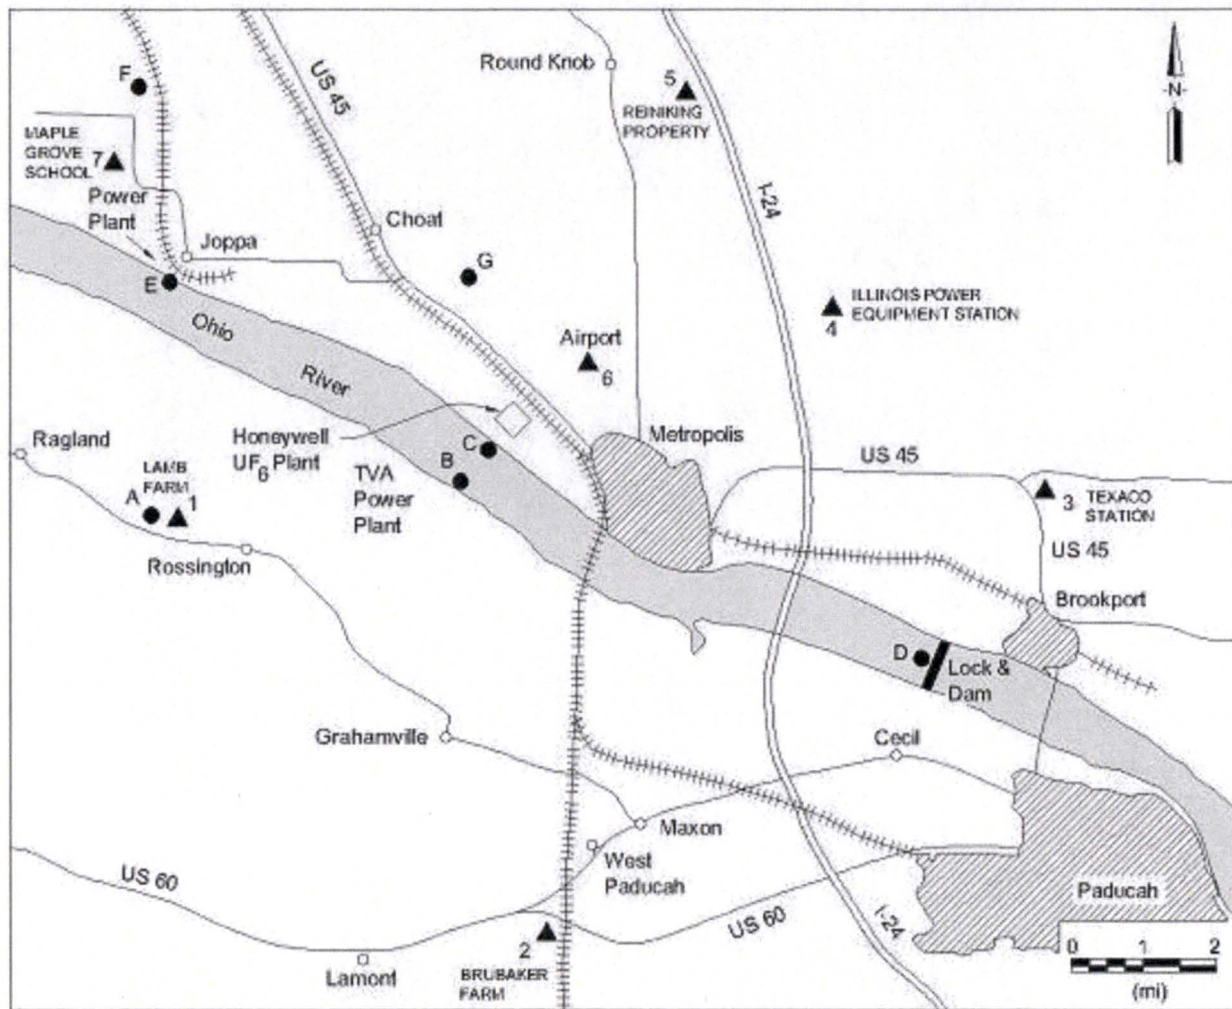 Round Knob
5
REINIKING
PROPERTY
-N-
F
US 45
MAPLE
GROVE
SCHOOL
7
Power
Plant
I-24
Choat
Joppa
G
E
ILLINOIS POWER
EQUIPMENT STATION
4
Ohio
River
Airport
6
Metropolis
Ragland
Honeywell
UF6 Plant
C
B
TVA
Power
Plant
US 45
LAMB
FARM
A
1
3
TEXACO
STATION
US 45
Rossington
Brookport
D
Lock &
Dam
Grahamville
Cecil
Maxon
West
Paducah
US 60
Paducah
US 60
I-24
2
BRUBAKER
FARM
Lamont
0 1 2
(mi)